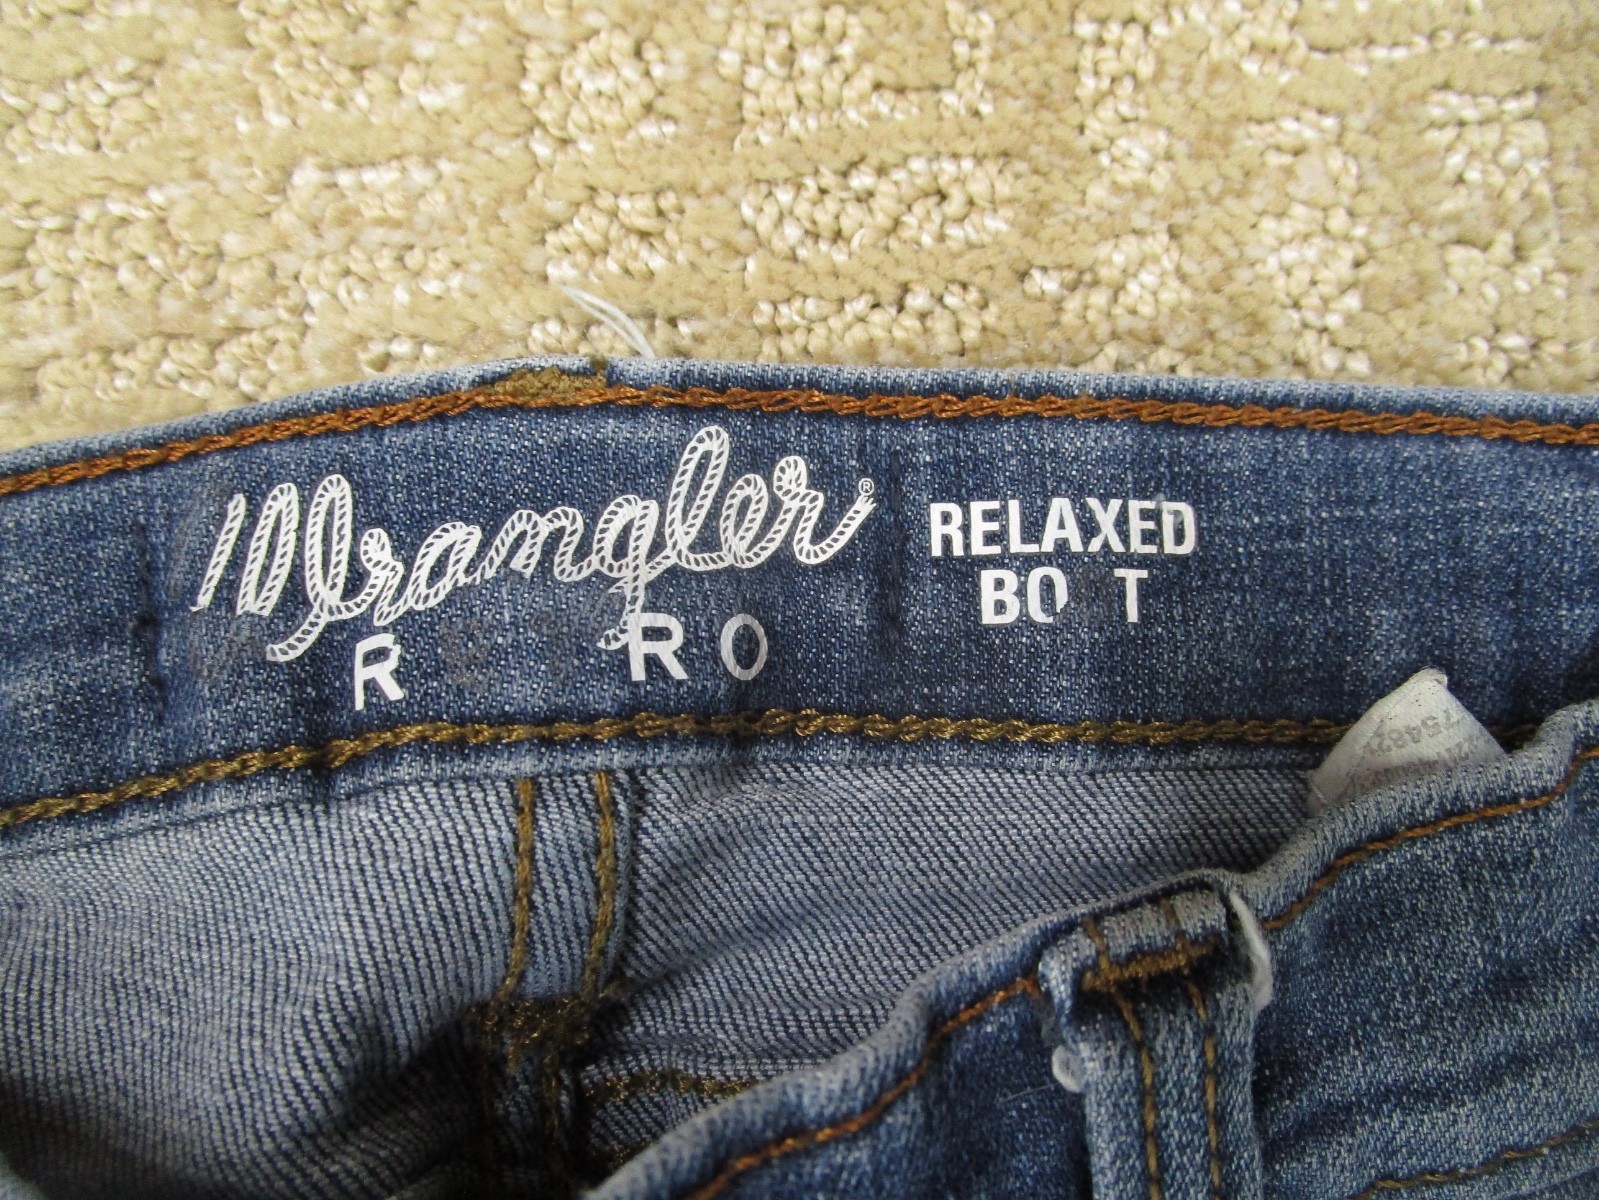 Wrangler®
R  RO
RELAXED
BO T